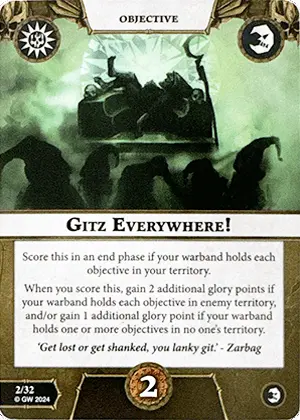 OBJECTIVE
GITZ EVERYWHERE!
Score this in an end phase if your warband holds each
objective in your territory.
When you score this, gain 2 additional glory points if
your warband holds each objective in enemy territory,
and/or gain 1 additional glory point if your warband
holds one or more objectives in no one's territory.
'Get lost or get shanked, you lanky git.' - Zarbag
2/32
© GW 2024
2